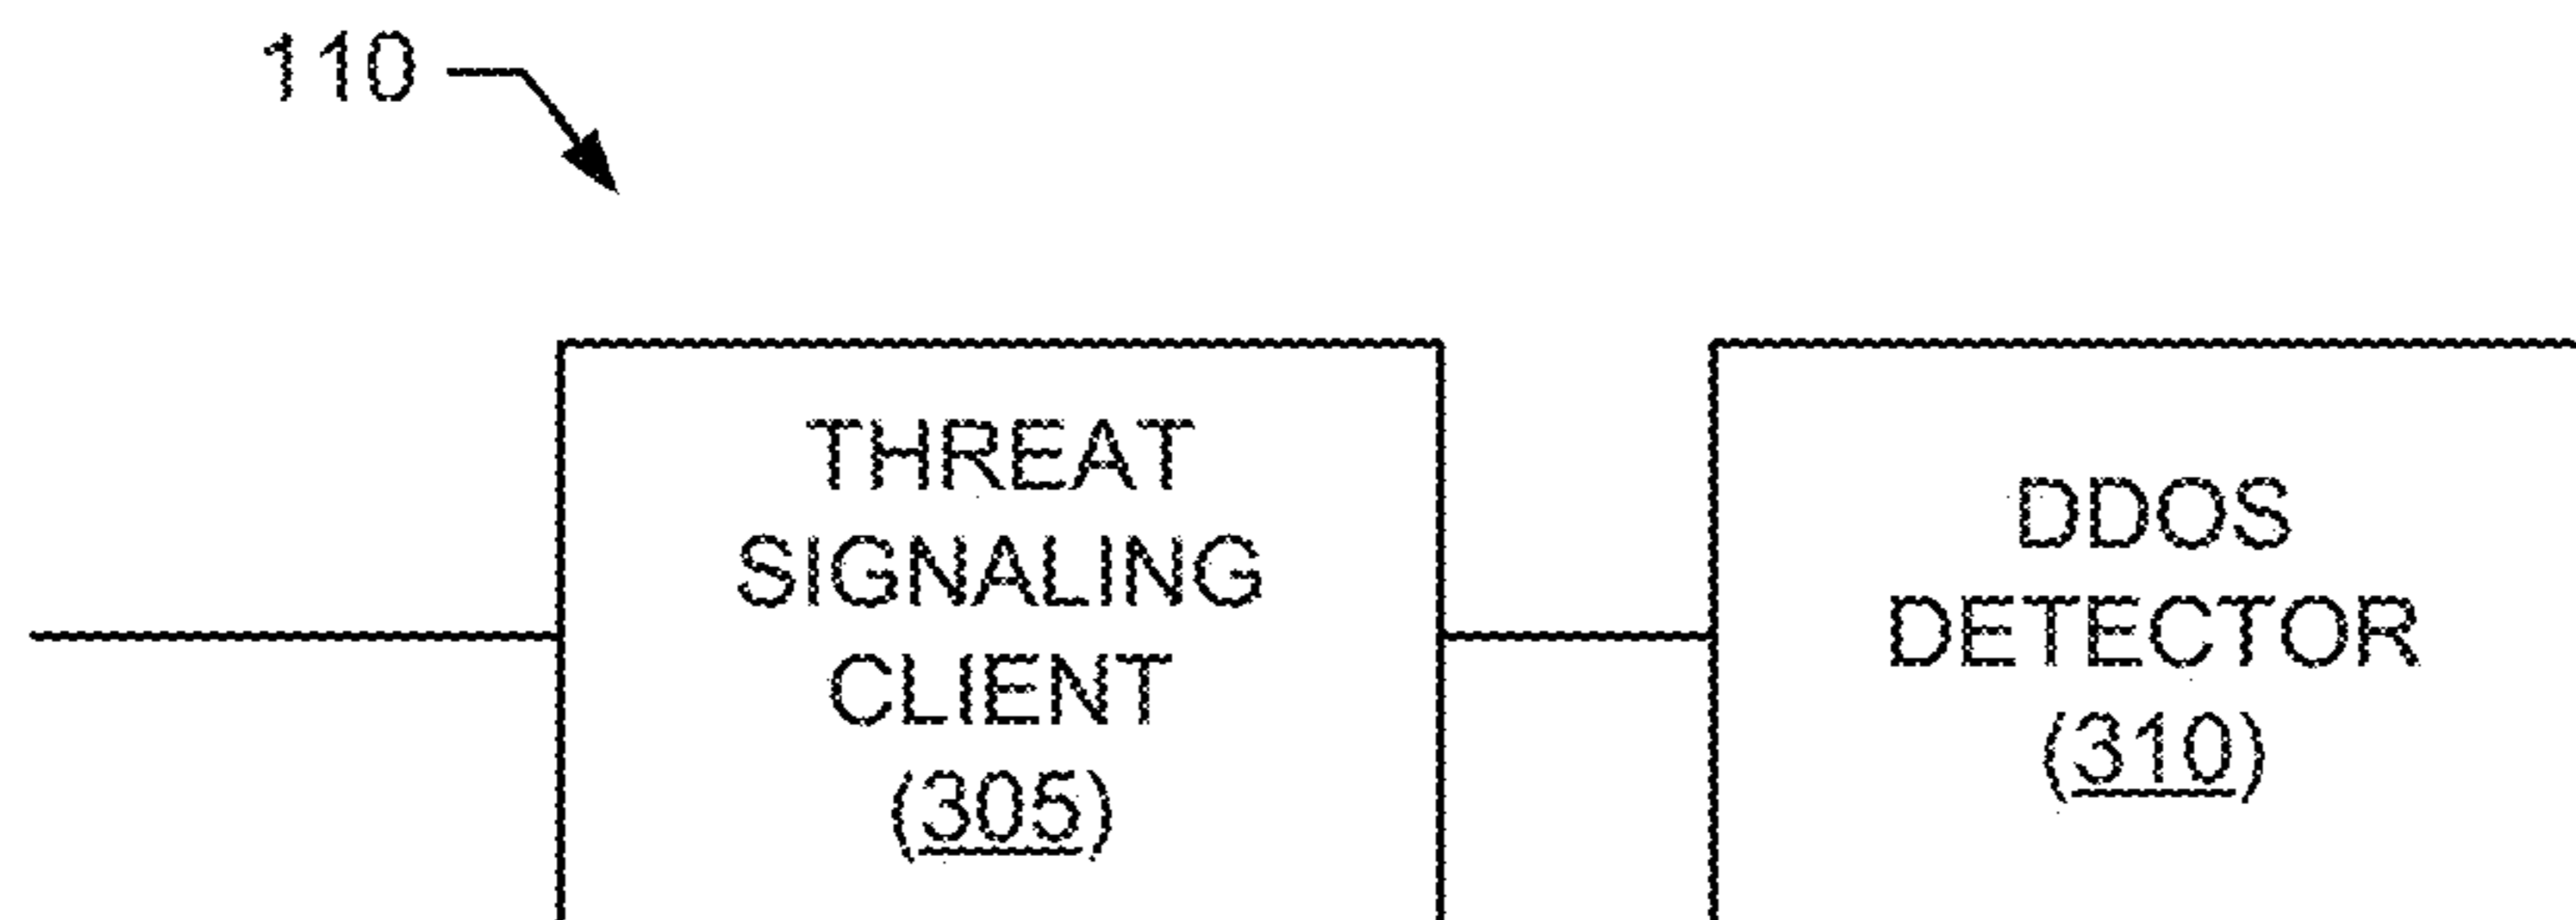 110
THREAT
SIGNALING
CLIENT
(305)
DDOS
DETECTOR
(310)